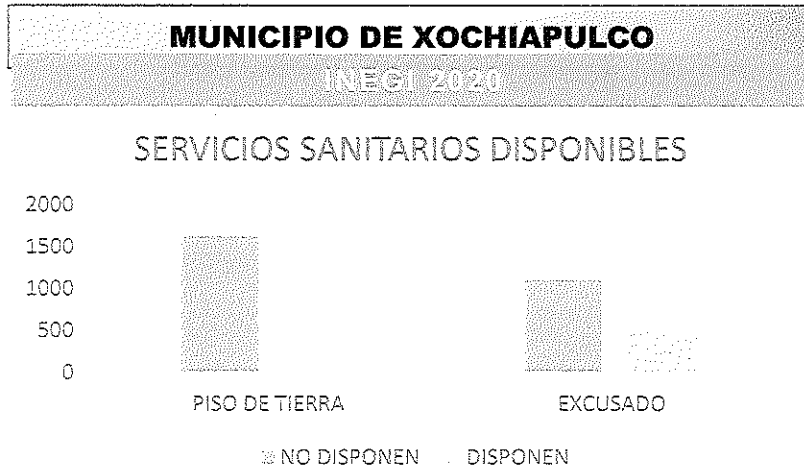 MUNICIPIO DE XOCHIAPULCO
INEGI 2020
SERVICIOS SANITARIOS DISPONIBLES
2000
1500
1000
500
0
PISO DE TIERRA
EXCUSADO
NO DISPONEN
DISPONEN